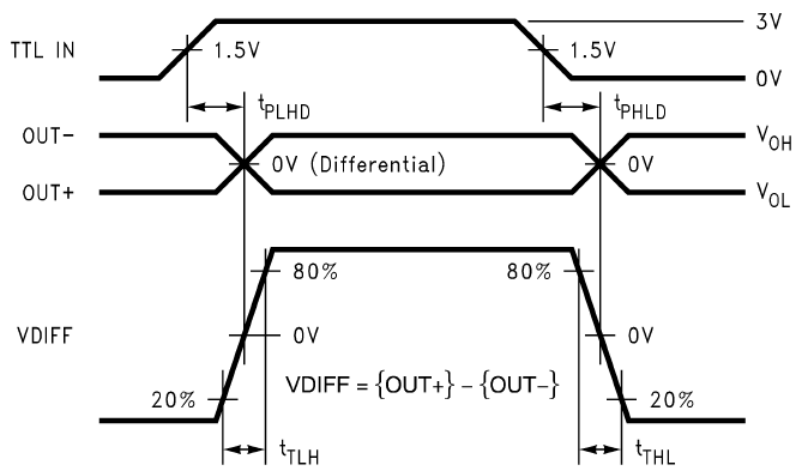 3V
TTL IN
1.5V
1.5V
0V
tPLHD
tPHLD
OUT-
VOH
0V (Differential)
0V
OUT+
VOL
80%
80%
VDIFF
0V
0V
VDIFF = {OUT+} – {OUT–}
20%
20%
tTLH
tTHL